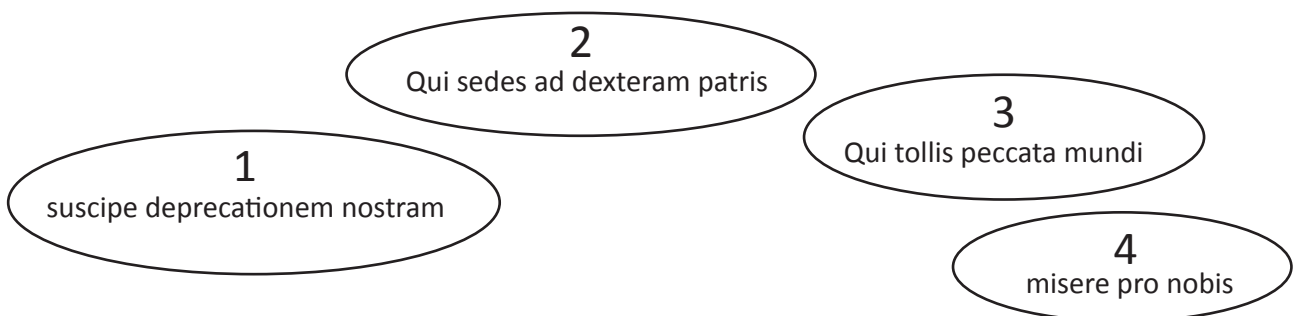 1
suscipe deprecationem nostram
2
Qui sedes ad dexteram patris
3
Qui tollis peccata mundi
4
misere pro nobis